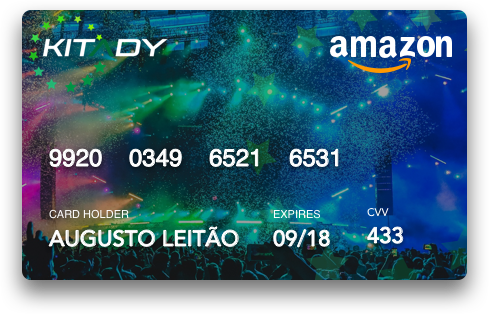 KIT DY
amazon
9920 0349 6521 6531
CARD HOLDER EXPIRES CVV
AUGUSTO LEITÃO 09/18 433